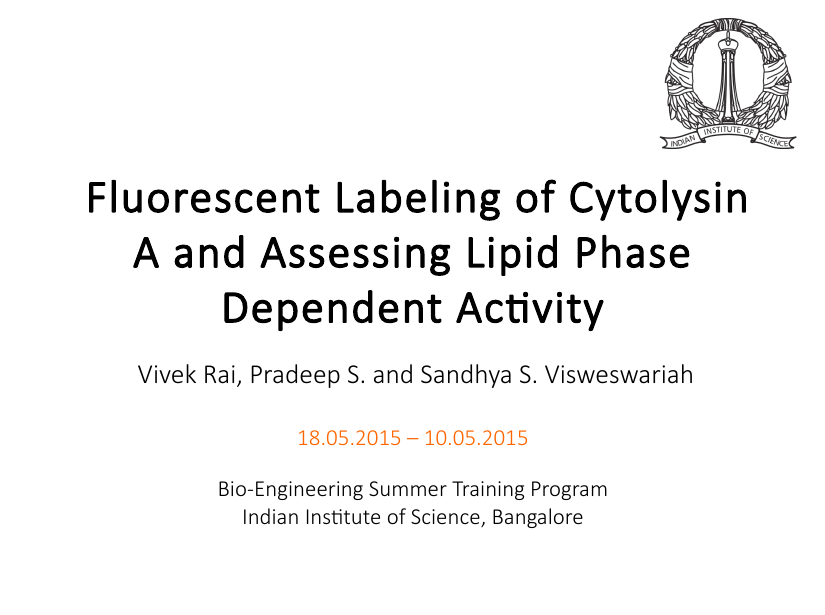 INDIAN INSTITUTE OF SCIENCE
Fluorescent Labeling of Cytolysin
A and Assessing Lipid Phase
Dependent Activity
Vivek Rai, Pradeep S. and Sandhya S. Visweswariah
18.05.2015 – 10.05.2015
Bio-Engineering Summer Training Program
Indian Institute of Science, Bangalore